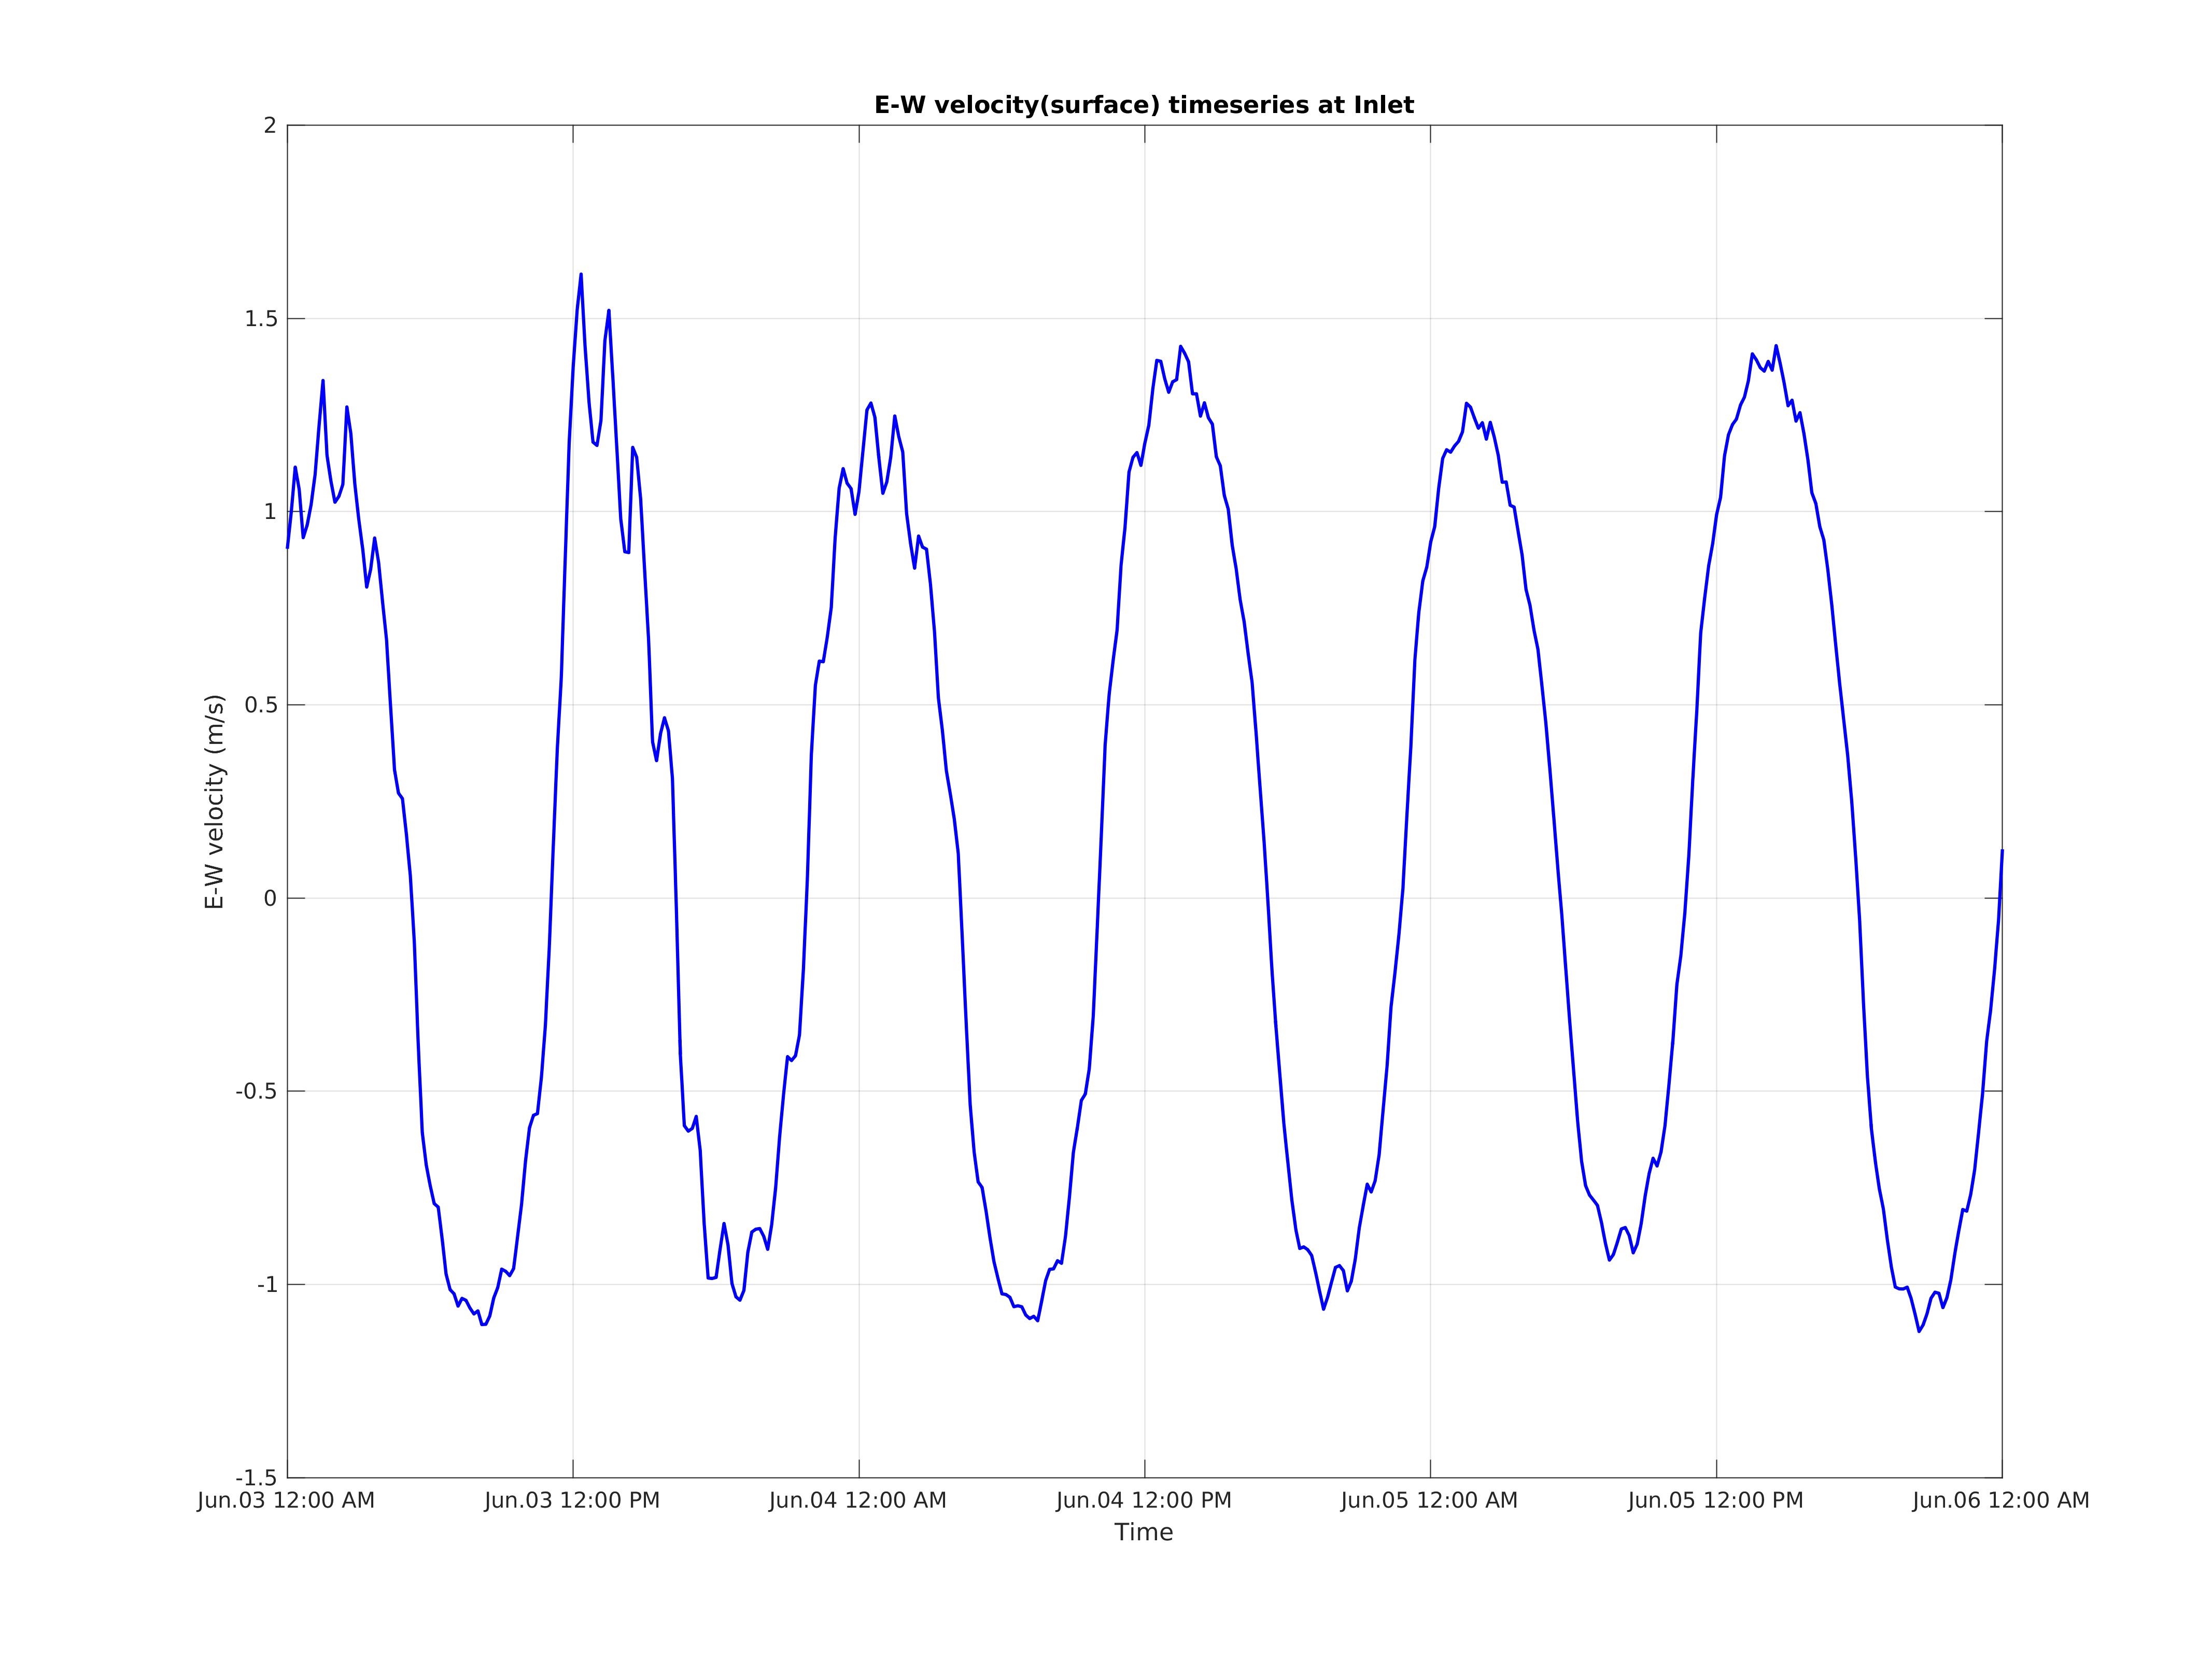 E-W velocity(surface) timeseries at Inlet
2
1.5
1
0.5
0
-0.5
-1
-1.5
E-W velocity (m/s)
Jun.03 12:00 AM
Jun.03 12:00 PM
Jun.04 12:00 AM
Jun.04 12:00 PM
Jun.05 12:00 AM
Jun.05 12:00 PM
Jun.06 12:00 AM
Time